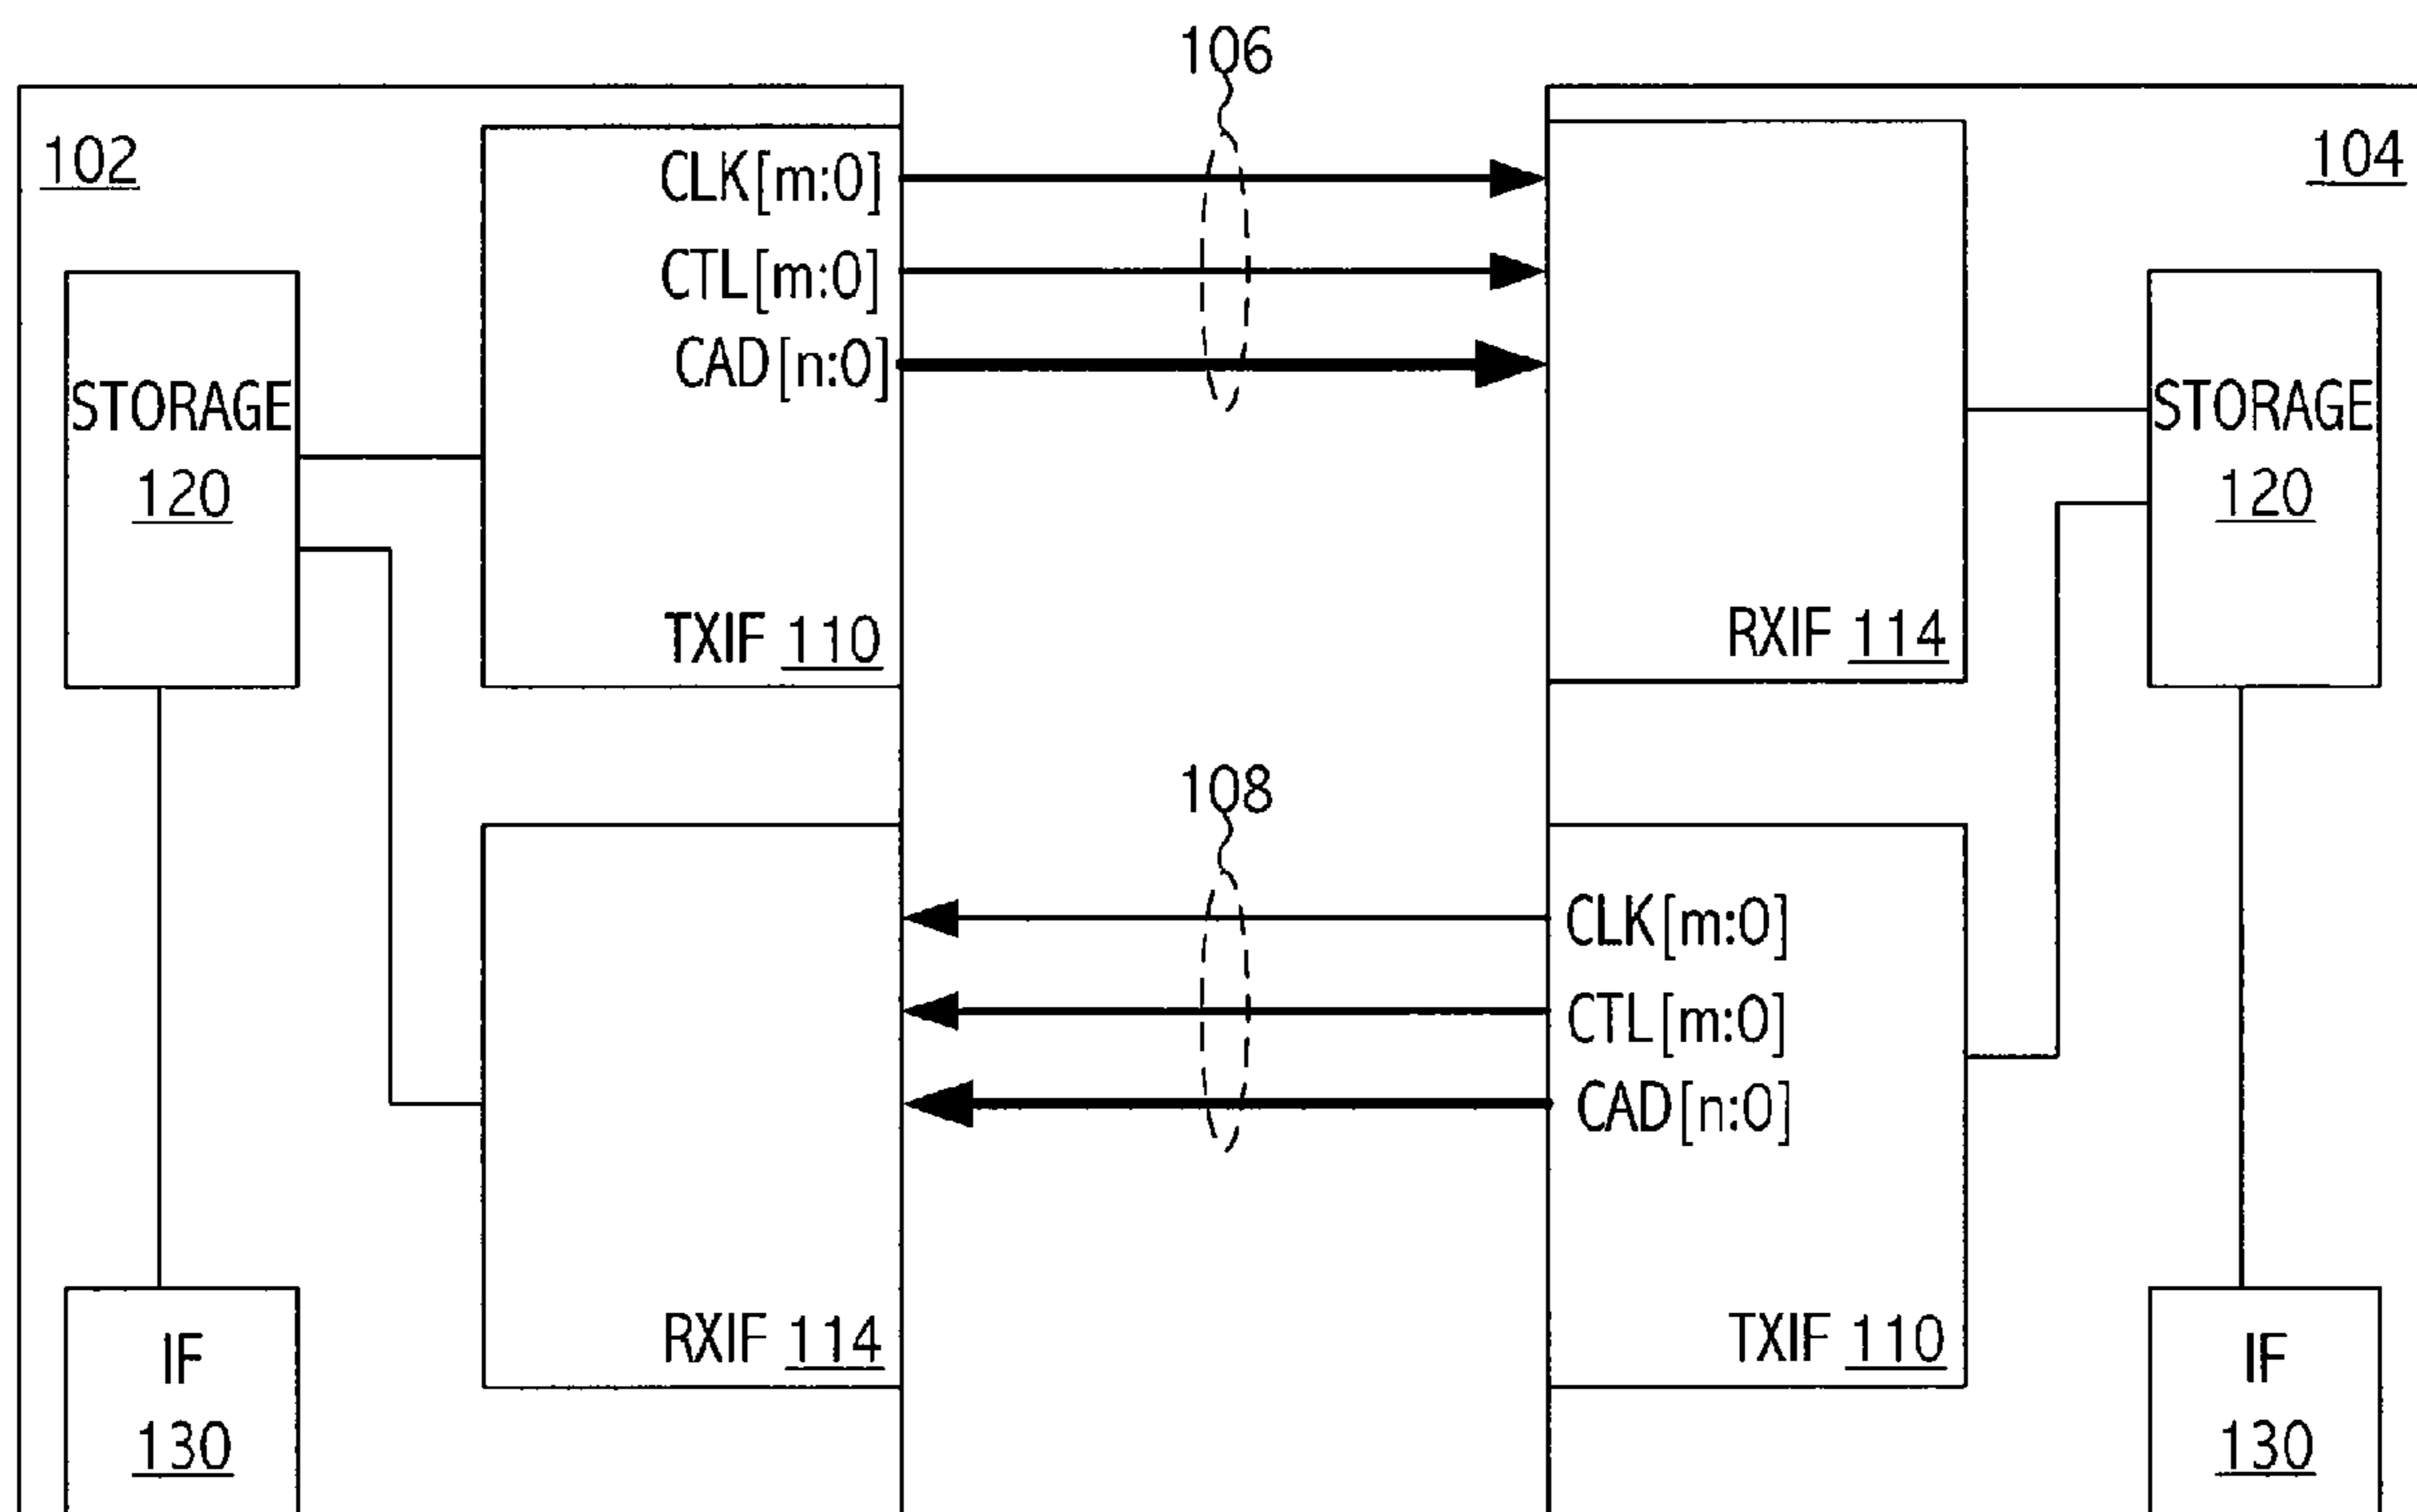 106
102
104
CLK[m:0]
CTL[m:0]
CAD[n:0]
STORAGE
120
STORAGE
120
TXIF 110
RXIF 114
108
CLK[m:0]
CTL[m:0]
CAD[n:0]
RXIF 114
TXIF 110
IF
130
IF
130